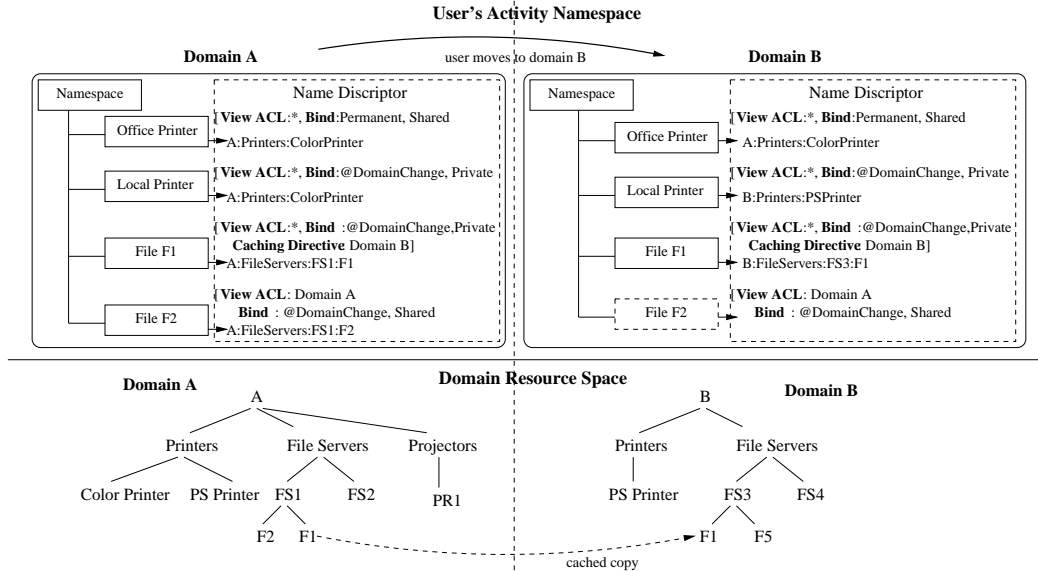 User's Activity Namespace
Domain A
user moves to domain B
Domain B
Namespace
Name Discriptor
[View ACL:*, Bind:Permanent, Shared
Office Printer
A:Printers:ColorPrinter
[View ACL:*, Bind:@DomainChange, Private
Local Printer
A:Printers:ColorPrinter
[View ACL:*, Bind :@DomainChange,Private
Caching Directive Domain B]
File F1
A:FileServers:FS1:F1
[View ACL: Domain A
Bind : @DomainChange, Shared
File F2
A:FileServers:FS1:F2
Namespace
Name Discriptor
[View ACL:*, Bind:Permanent, Shared
Office Printer
A:Printers:ColorPrinter
[View ACL:*, Bind:@DomainChange, Private
Local Printer
B:Printers:PSPrinter
[View ACL:*, Bind :@DomainChange,Private
Caching Directive Domain B]
File F1
B:FileServers:FS3:F1
[View ACL: Domain A
Bind : @DomainChange, Shared
File F2
Domain Resource Space
Domain A
Domain B
A
Printers File Servers Projectors
Color Printer PS Printer FS1 FS2 PR1
F2 F1
B
Printers File Servers
PS Printer FS3 FS4
F1 F5
cached copy